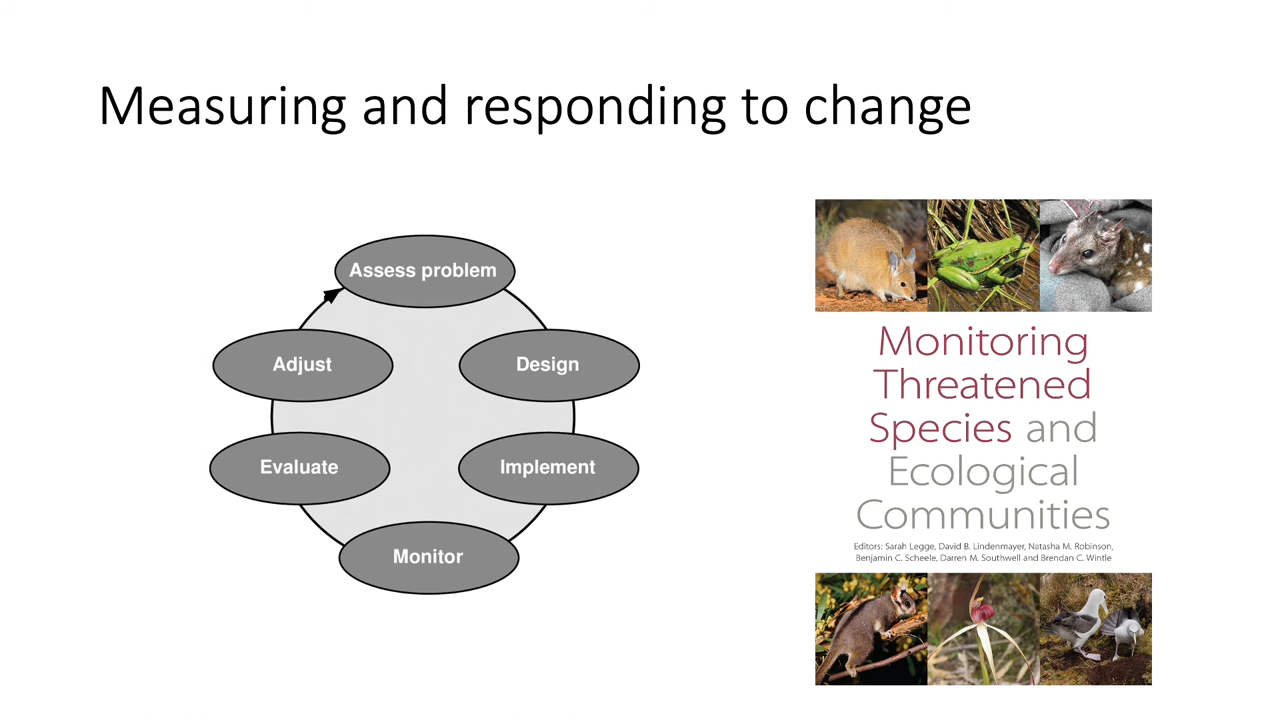 Measuring and responding to change
Assess problem
Adjust
Design
Evaluate
Implement
Monitor
Monitoring
Threatened
Species and
Ecological
Communities
Editors: Sarah Legge, David B. Lindenmayer, Natasha M. Robinson,
Benjamin C. Scheele, Darren M. Southwell and Brendan C. Wintle